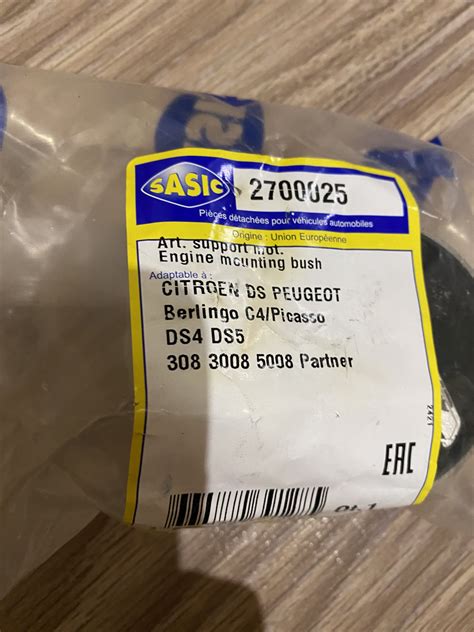 SASIC
2700025
Pièces détachées pour véhicules automobiles
Origine : Union Européenne
Art. support mot.
Engine mounting bush
Adaptable à :
CITROEN DS PEUGEOT
Berlingo C4/Picasso
DS4 DS5
308 3008 5008 Partner
2421
EAC